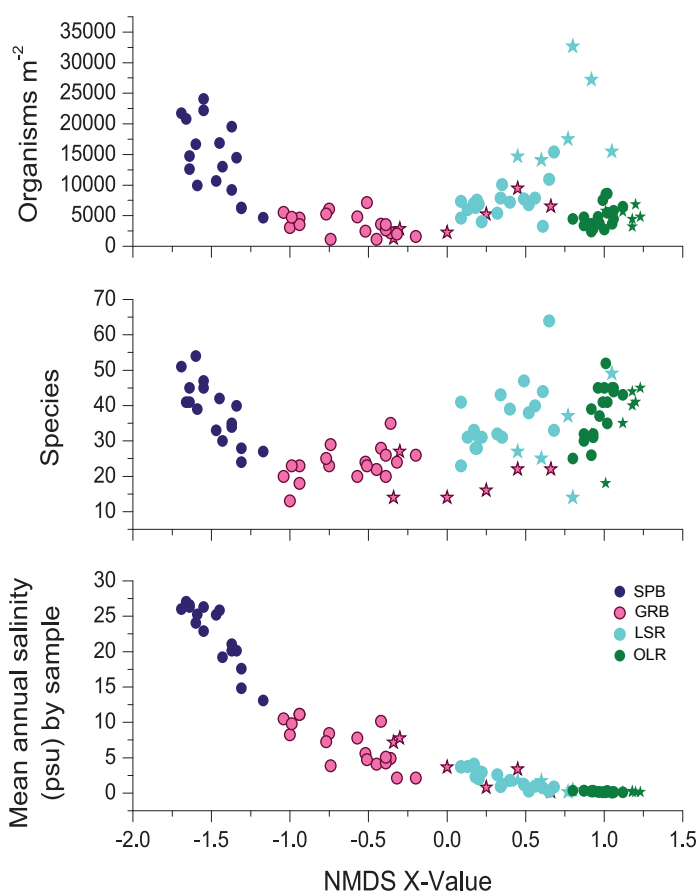 Organisms m⁻²
35000
30000
25000
20000
15000
10000
5000
0
Species
70
60
50
40
30
20
10
Mean annual salinity
(psu) by sample
30
25
20
15
10
5
0
SPB
GRB
LSR
OLR
-2.0 -1.5 -1.0 -0.5 0.0 0.5 1.0 1.5
NMDS X-Value